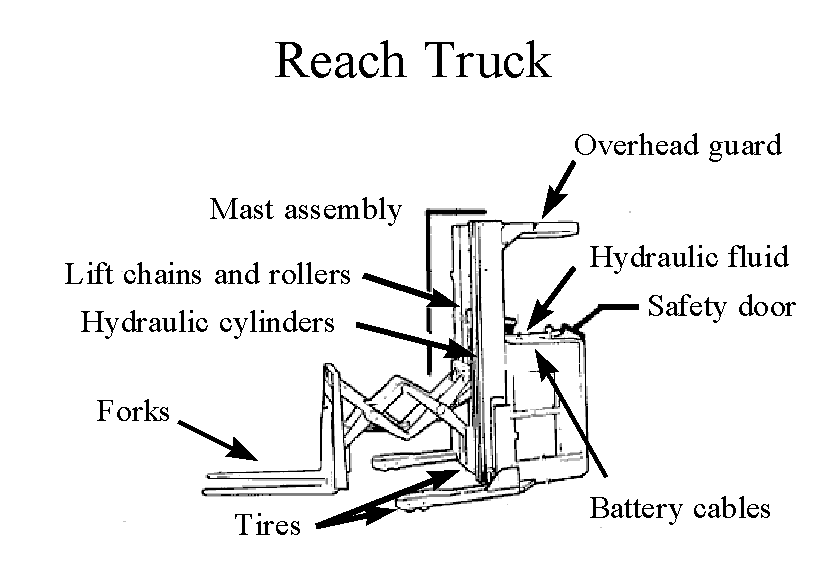 Reach Truck
Overhead guard
Mast assembly
Hydraulic fluid
Lift chains and rollers
Safety door
Hydraulic cylinders
Forks
Battery cables
Tires